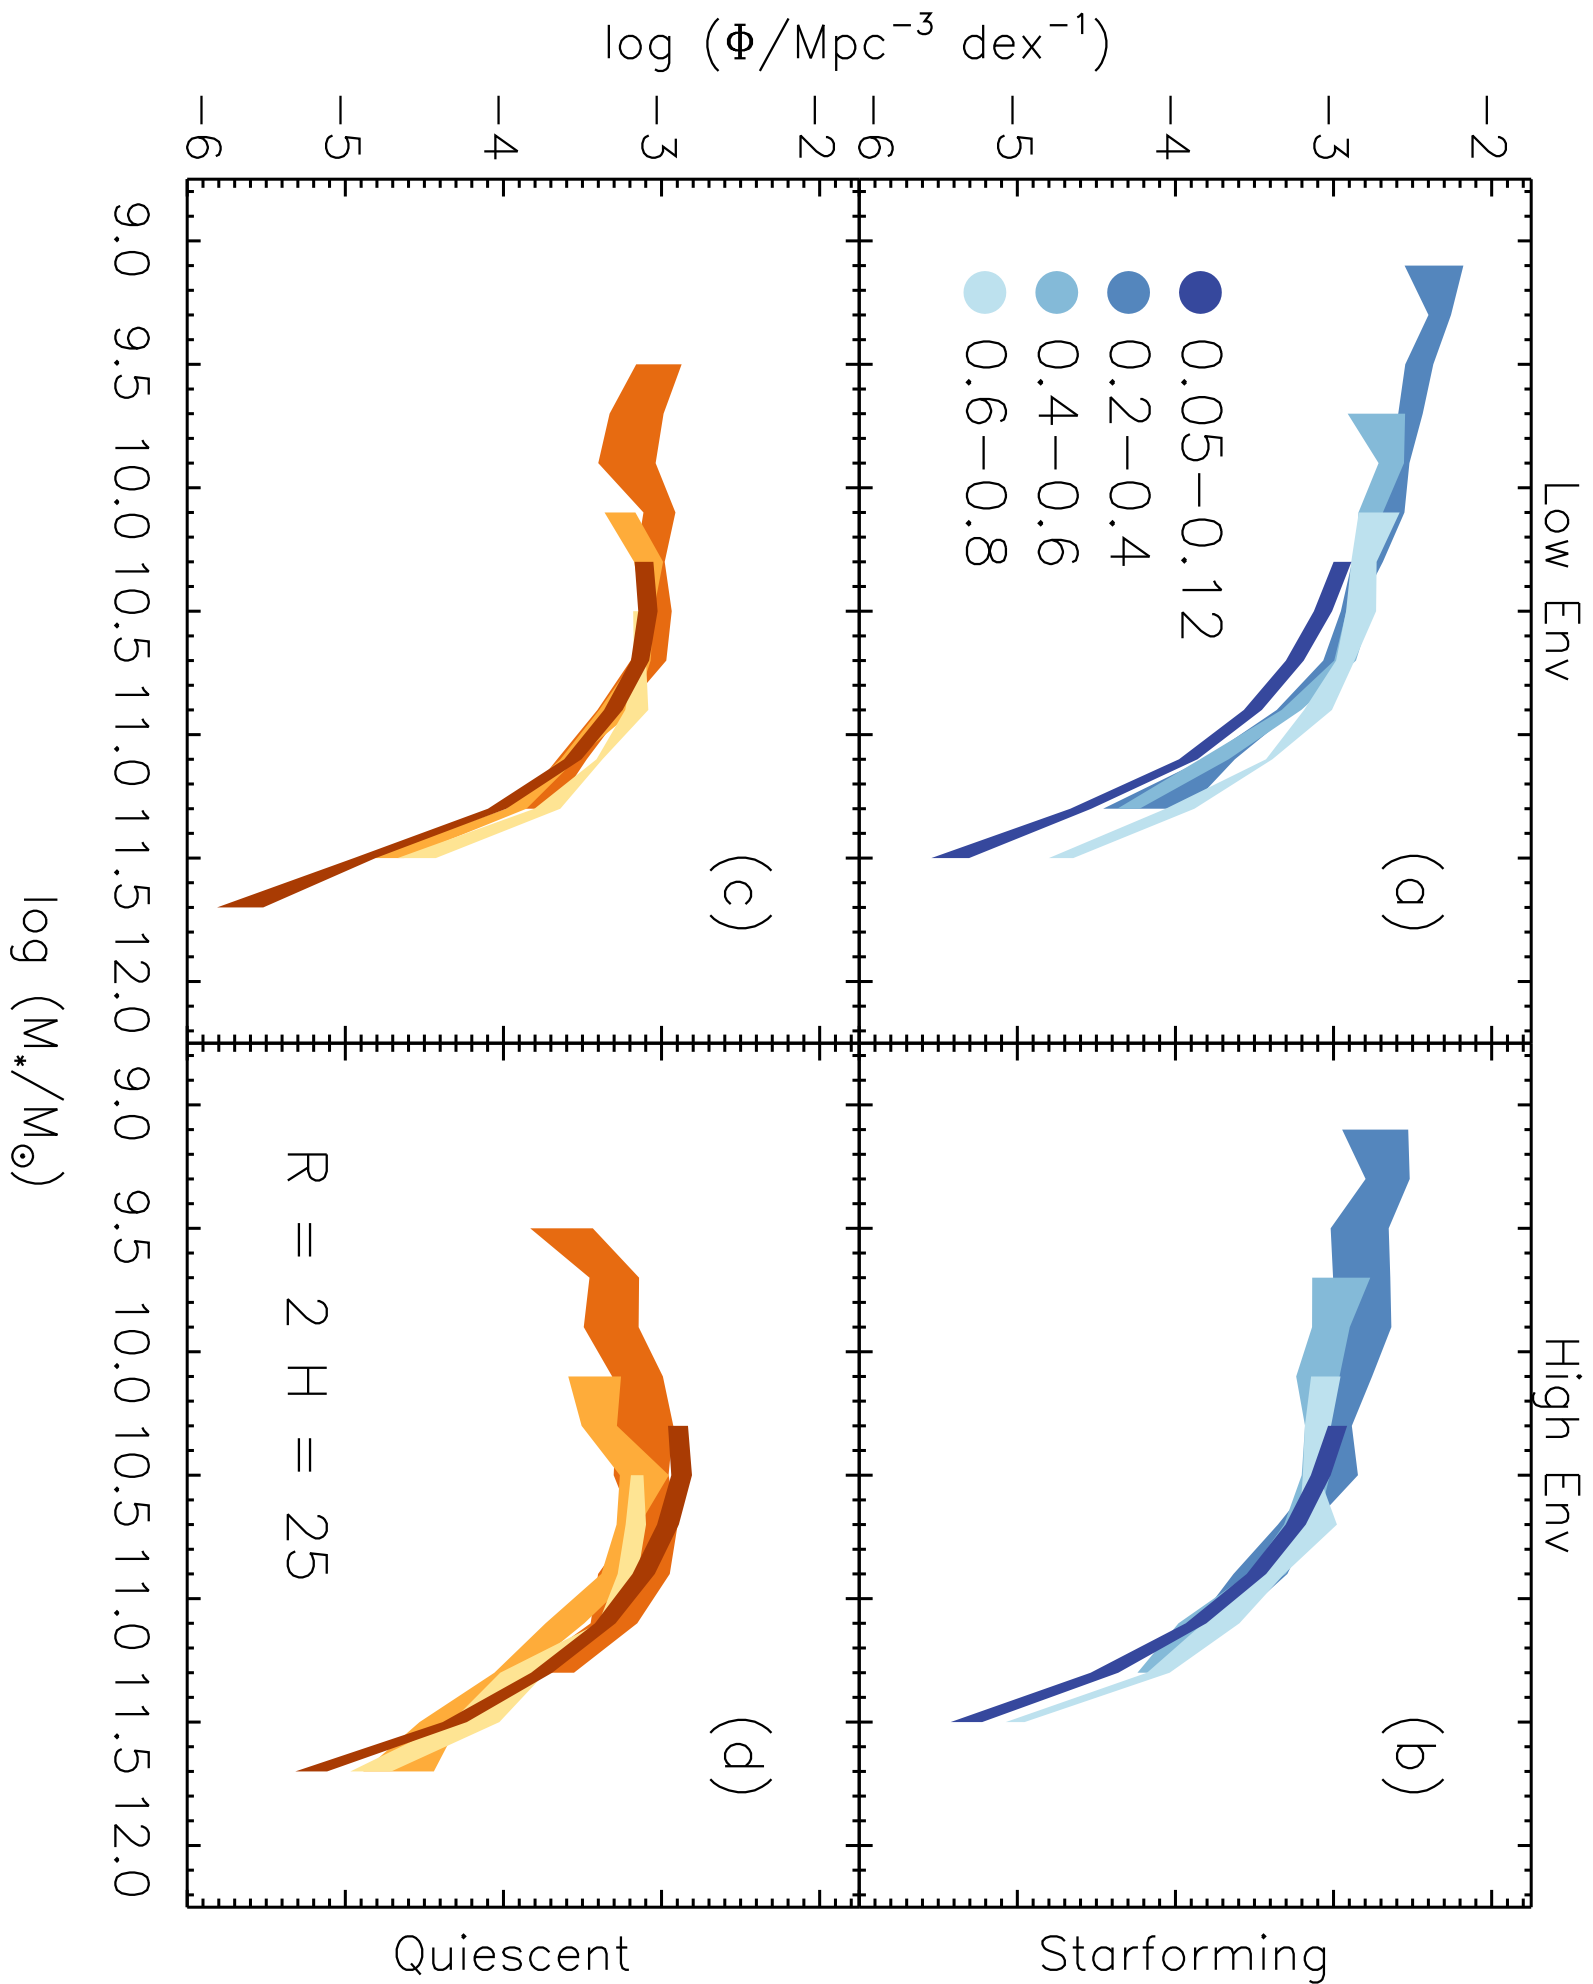 Low Env
High Env
log (Φ/Mpc⁻³ dex⁻¹)
−2
−3
−4
−5
−6
(a)
0.05−0.12
0.2−0.4
0.4−0.6
0.6−0.8
(b)
Starforming
−2
−3
−4
−5
−6
(c)
(d)
R = 2 H = 25
Quiescent
9.0 9.5 10.0 10.5 11.0 11.5 12.0
9.0 9.5 10.0 10.5 11.0 11.5 12.0
log (M*/M⊙)